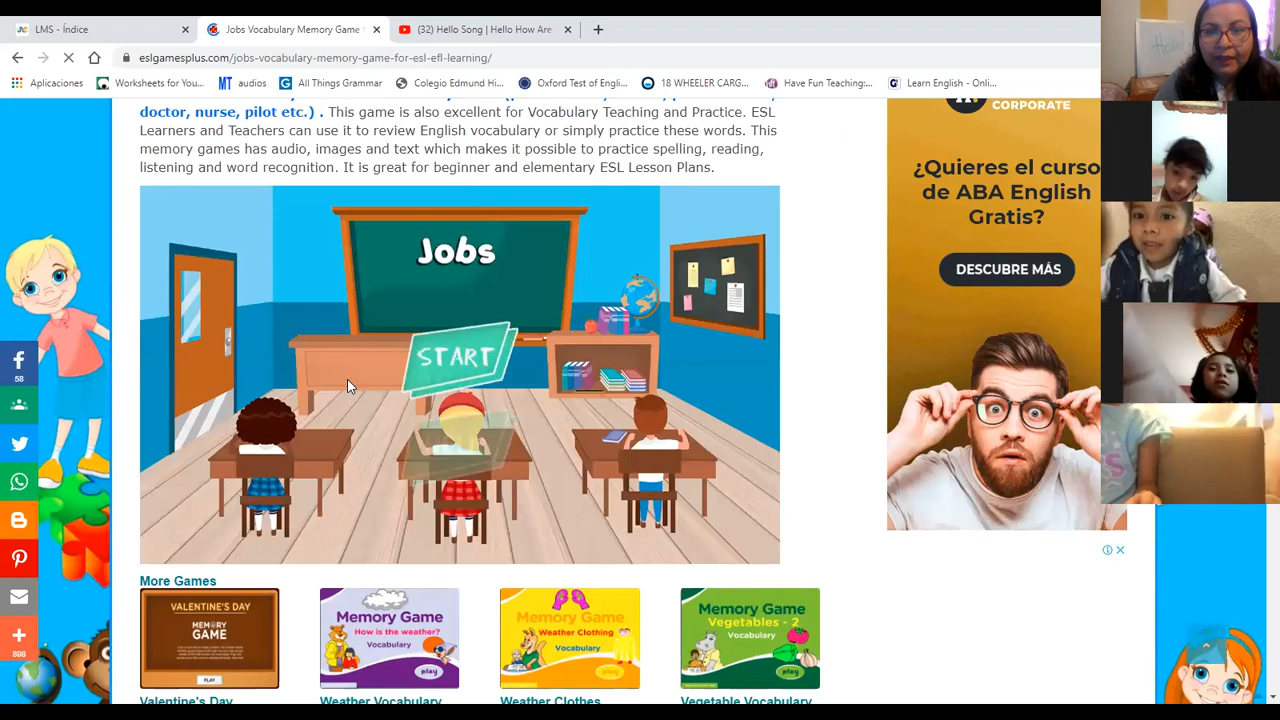 LMS - Índice
Jobs Vocabulary Memory Game
(32) Hello Song | Hello How Are
eslgamesplus.com/jobs-vocabulary-memory-game-for-esl-efl-learning/
Aplicaciones
Worksheets for You...
MT audios
All Things Grammar
Colegio Edmund Hi...
Oxford Test of Englis...
18 WHEELER CARG...
Have Fun Teaching:...
Learn English - Onli...
doctor, nurse, pilot etc.) . This game is also excellent for Vocabulary Teaching and Practice. ESL
Learners and Teachers can use it to review English vocabulary or simply practice these words. This
memory games has audio, images and text which makes it possible to practice spelling, reading,
listening and word recognition. It is great for beginner and elementary ESL Lesson Plans.
Jobs
START
CORPORATE
¿Quieres el curso
de ABA English
Gratis?
DESCUBRE MÁS
58
898
More Games
VALENTINE'S DAY
MEMORY
GAME
PLAY
Memory Game
How is the weather?
Vocabulary
play
Memory Game
Weather Clothing
Vocabulary
play
Memory Game
Vegetables - 2
Vocabulary
play
Valentine's Day
Weather Vocabulary
Weather Clothes
Vegetable Vocabulary
Hello